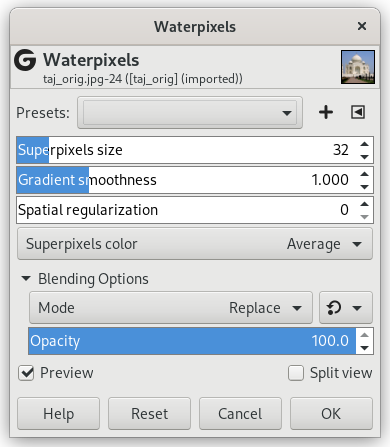 Waterpixels
Waterpixels
taj_orig.jpg-24 ([taj_orig] (imported))
Presets:
Superpixels size 32
Gradient smoothness 1.000
Spatial regularization 0
Superpixels color Average
Blending Options
Mode Replace
Opacity 100.0
Preview Split view
Help Reset Cancel OK